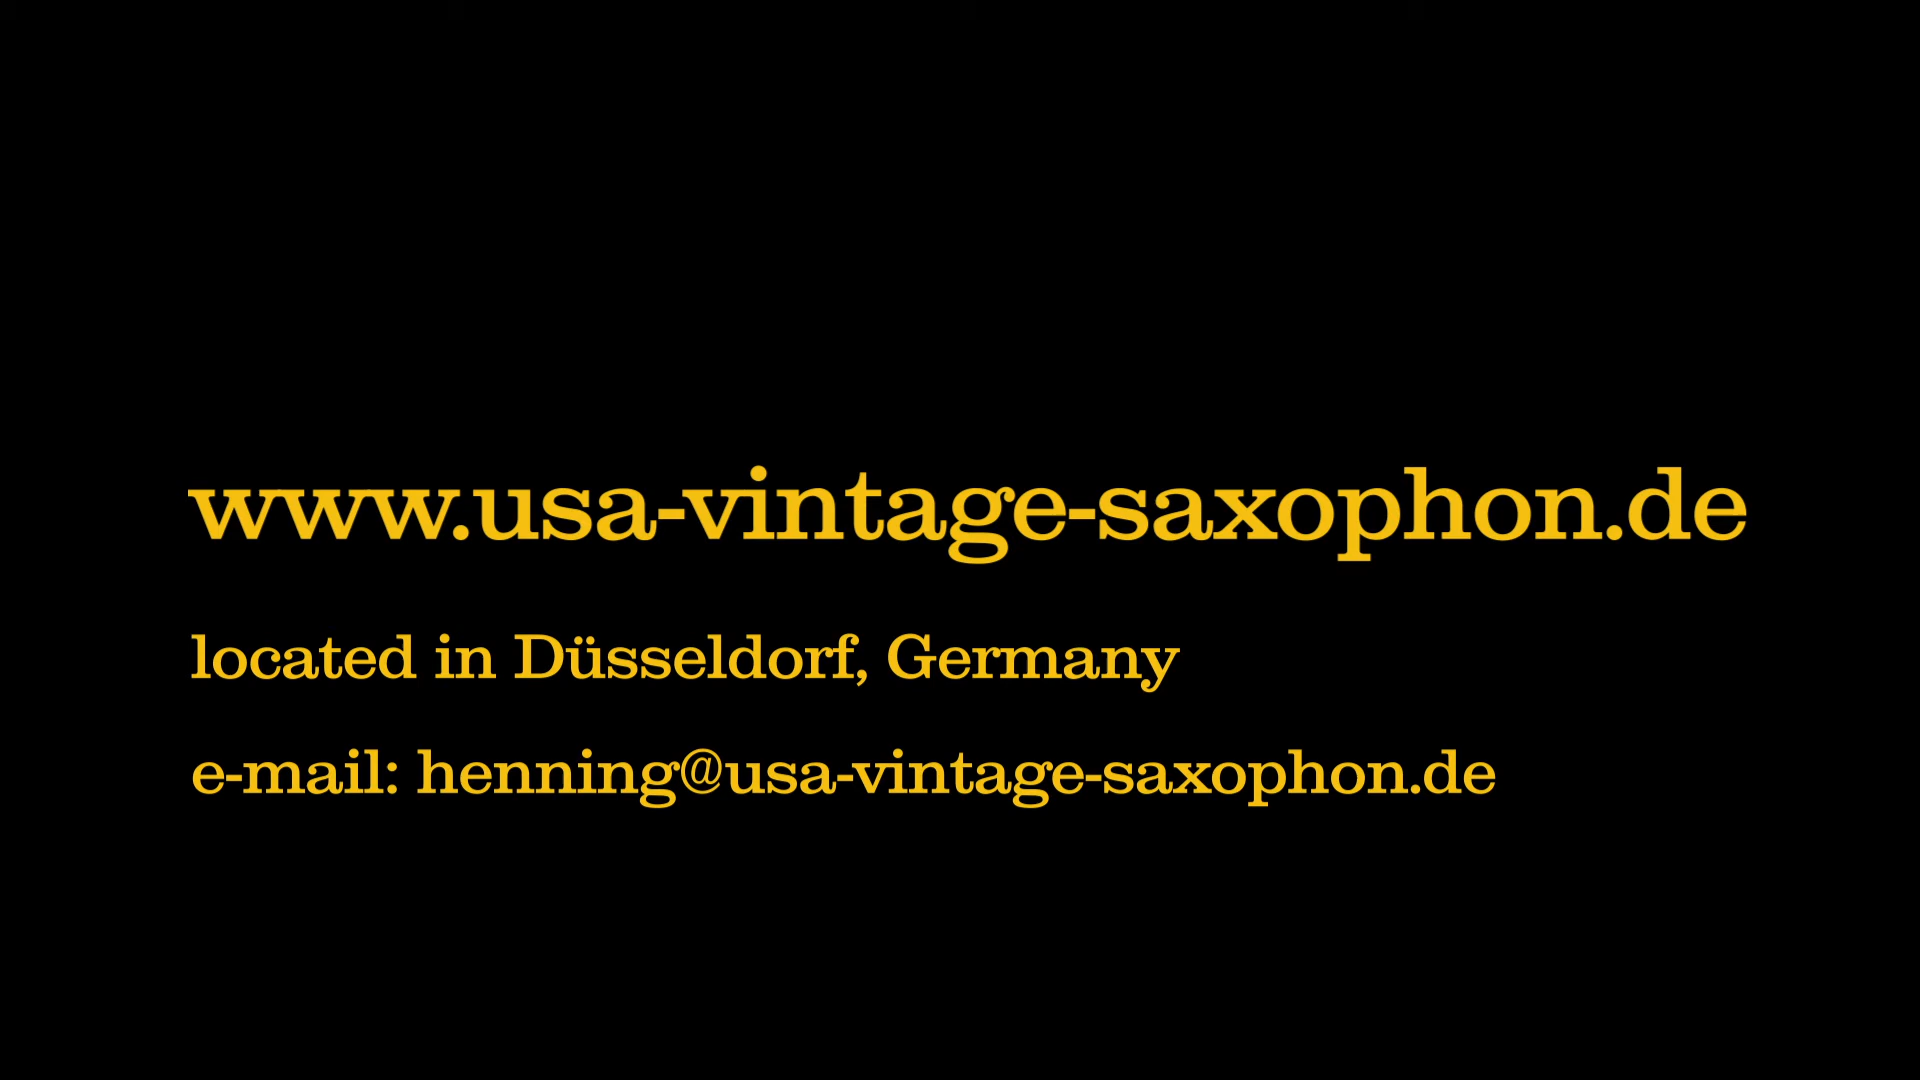 www.usa-vintage-saxophon.de
located in Düsseldorf, Germany
e-mail: henning@usa-vintage-saxophon.de